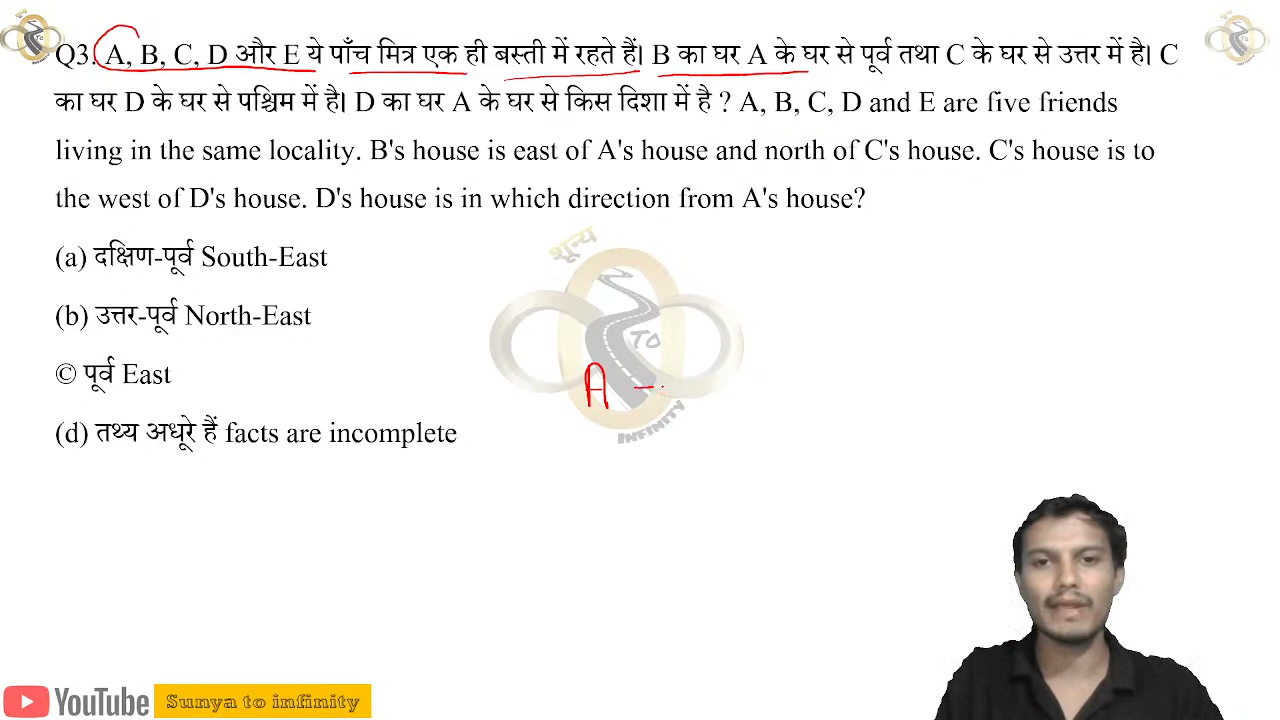 Q3. A, B, C, D और E ये पाँच मित्र एक ही बस्ती में रहते हैं। B का घर A के घर से पूर्व तथा C के घर से उत्तर में है। C
का घर D के घर से पश्चिम में है। D का घर A के घर से किस दिशा में है ? A, B, C, D and E are five friends
living in the same locality. B's house is east of A's house and north of C's house. C's house is to
the west of D's house. D's house is in which direction from A's house?
(a) दक्षिण-पूर्व South-East
(b) उत्तर-पूर्व North-East
© पूर्व East
(d) तथ्य अधूरे हैं facts are incomplete
शून्य
TO
INFINITY
A -
YouTube
Sunya to infinity